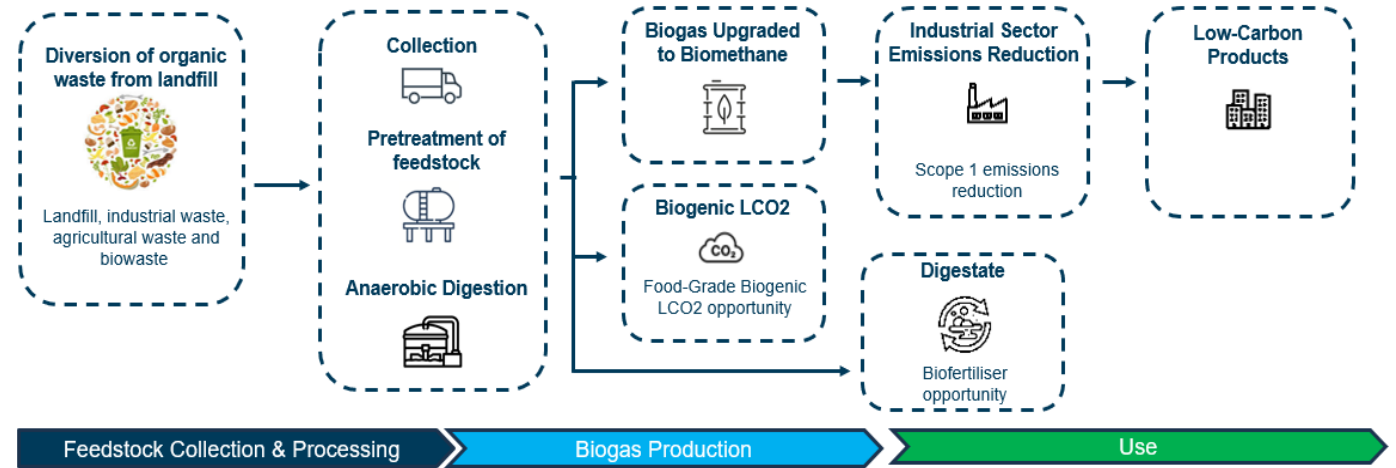 Diversion of organic
waste from landfill
Landfill, industrial waste,
agricultural waste and
biowaste
Collection
Pretreatment of
feedstock
Anaerobic Digestion
Biogas Upgraded
to Biomethane
Biogenic LCO2
CO₂
Food-Grade Biogenic
LCO2 opportunity
Industrial Sector
Emissions Reduction
Scope 1 emissions
reduction
Digestate
Biofertiliser
opportunity
Low-Carbon
Products
Feedstock Collection & Processing
Biogas Production
Use